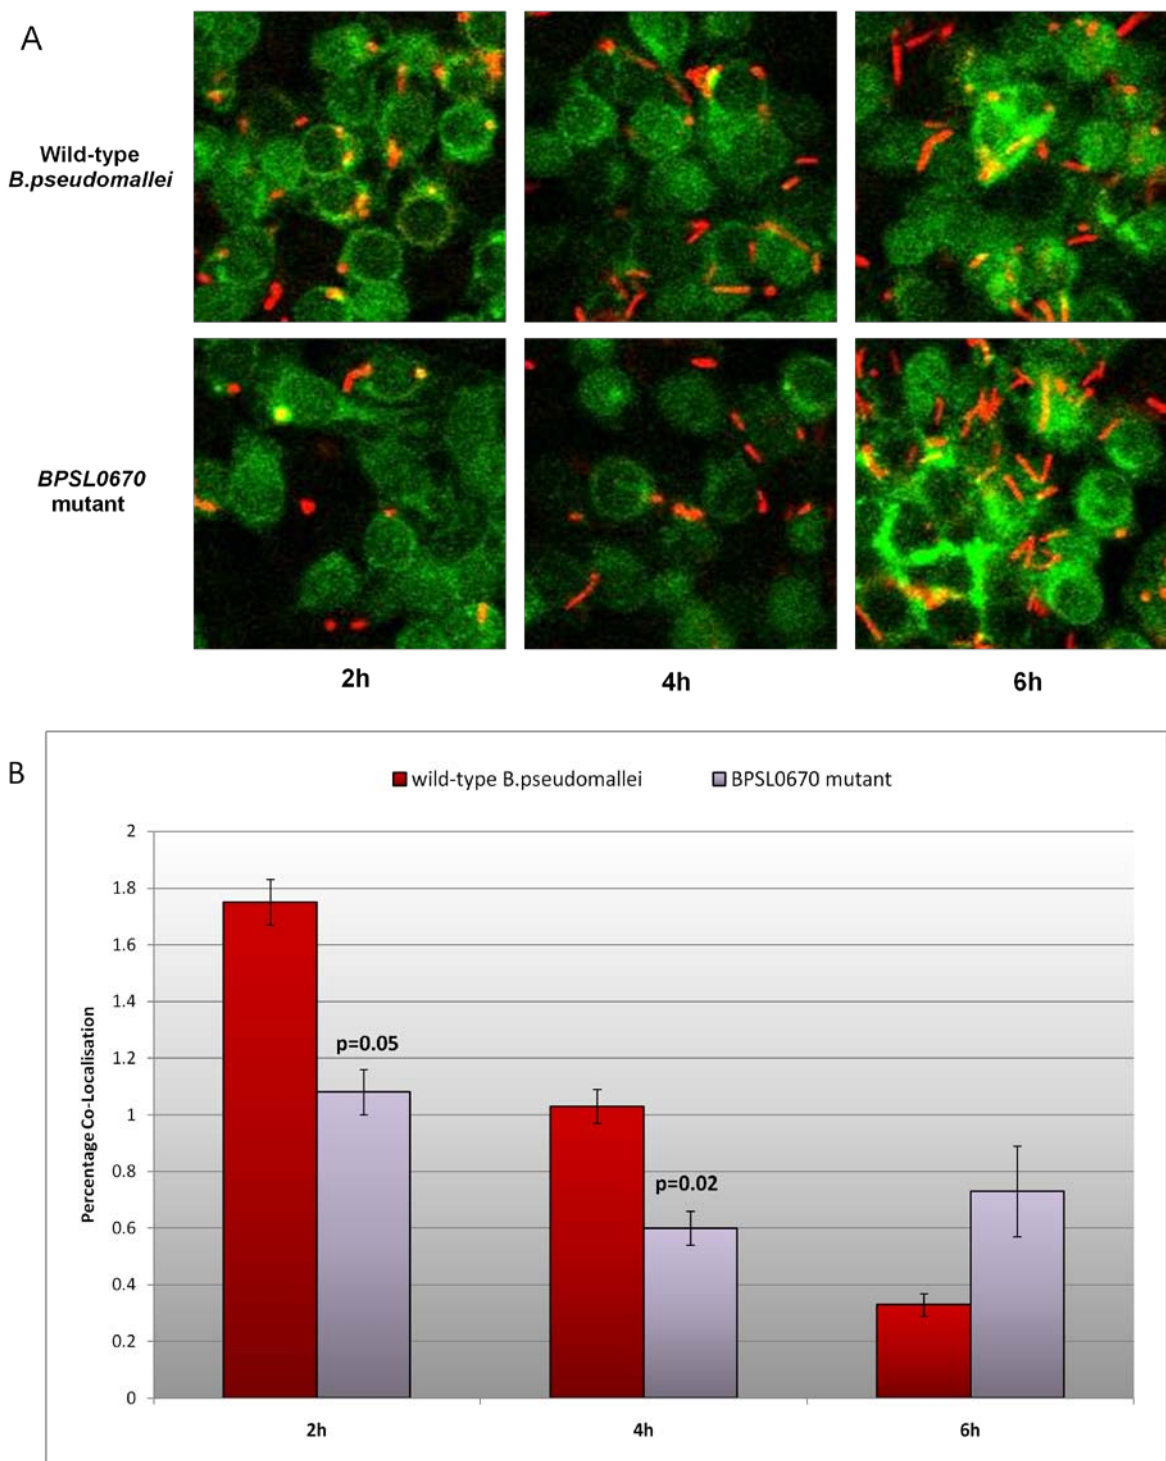 A
Wild-type
B.pseudomallei
BPSL0670
mutant
2h
4h
6h
B
wild-type B.pseudomallei
BPSL0670 mutant
Percentage Co-Localisation
2
1.8
1.6
1.4
1.2
1
0.8
0.6
0.4
0.2
0
p=0.05
p=0.02
2h
4h
6h